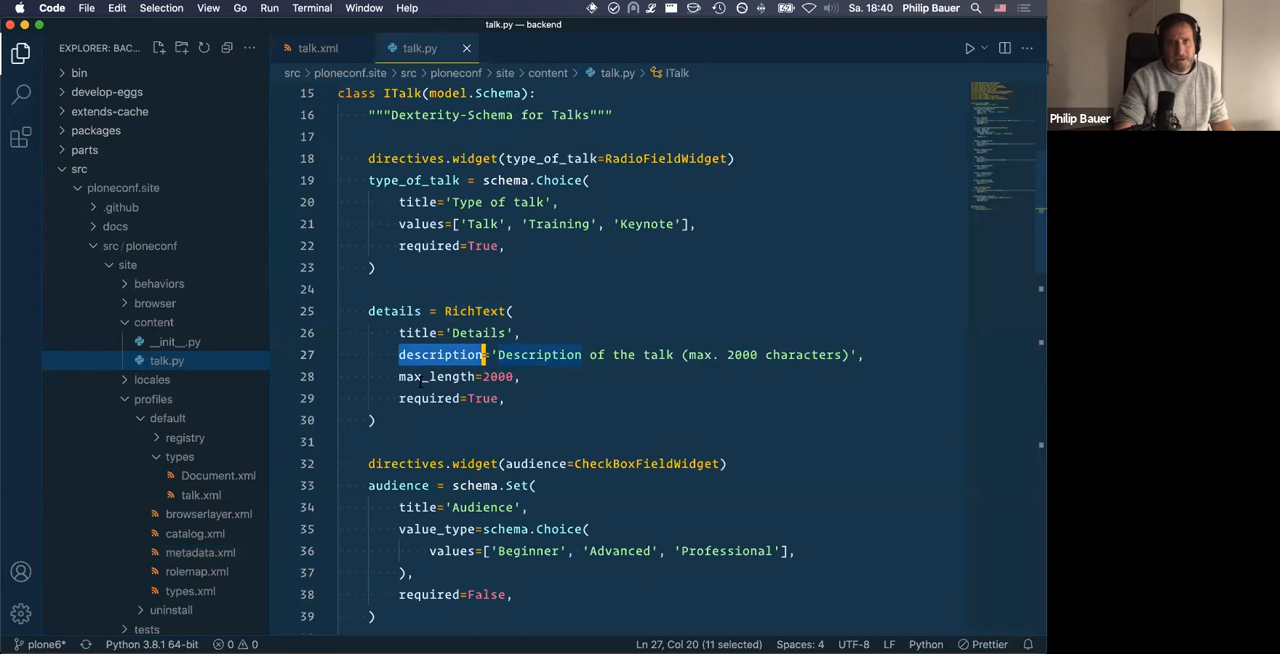 Code File Edit Selection View Go Run Terminal Window Help Sa. 18:40 Philip Bauer
talk.py — backend
EXPLORER: BAC...
bin
develop-eggs
extends-cache
packages
parts
src
ploneconf.site
.github
docs
src/ploneconf
site
behaviors
browser
content
__init__.py
talk.py
locales
profiles
default
registry
types
Document.xml
talk.xml
browserlayer.xml
catalog.xml
metadata.xml
rolemap.xml
types.xml
uninstall
tests
talk.xml talk.py
src > ploneconf.site > src > ploneconf > site > content > talk.py > ITalk
15 class ITalk(model.Schema):
16 """Dexterity-Schema for Talks"""
17
18 directives.widget(type_of_talk=RadioFieldWidget)
19 type_of_talk = schema.Choice(
20 title='Type of talk',
21 values=['Talk', 'Training', 'Keynote'],
22 required=True,
23 )
24
25 details = RichText(
26 title='Details',
27 description='Description of the talk (max. 2000 characters)',
28 max_length=2000,
29 required=True,
30 )
31
32 directives.widget(audience=CheckBoxFieldWidget)
33 audience = schema.Set(
34 title='Audience',
35 value_type=schema.Choice(
36 values=['Beginner', 'Advanced', 'Professional'],
37 ),
38 required=False,
39 )
Philip Bauer
plone6* Python 3.8.1 64-bit 0 0 Ln 27, Col 20 (11 selected) Spaces: 4 UTF-8 LF Python Prettier